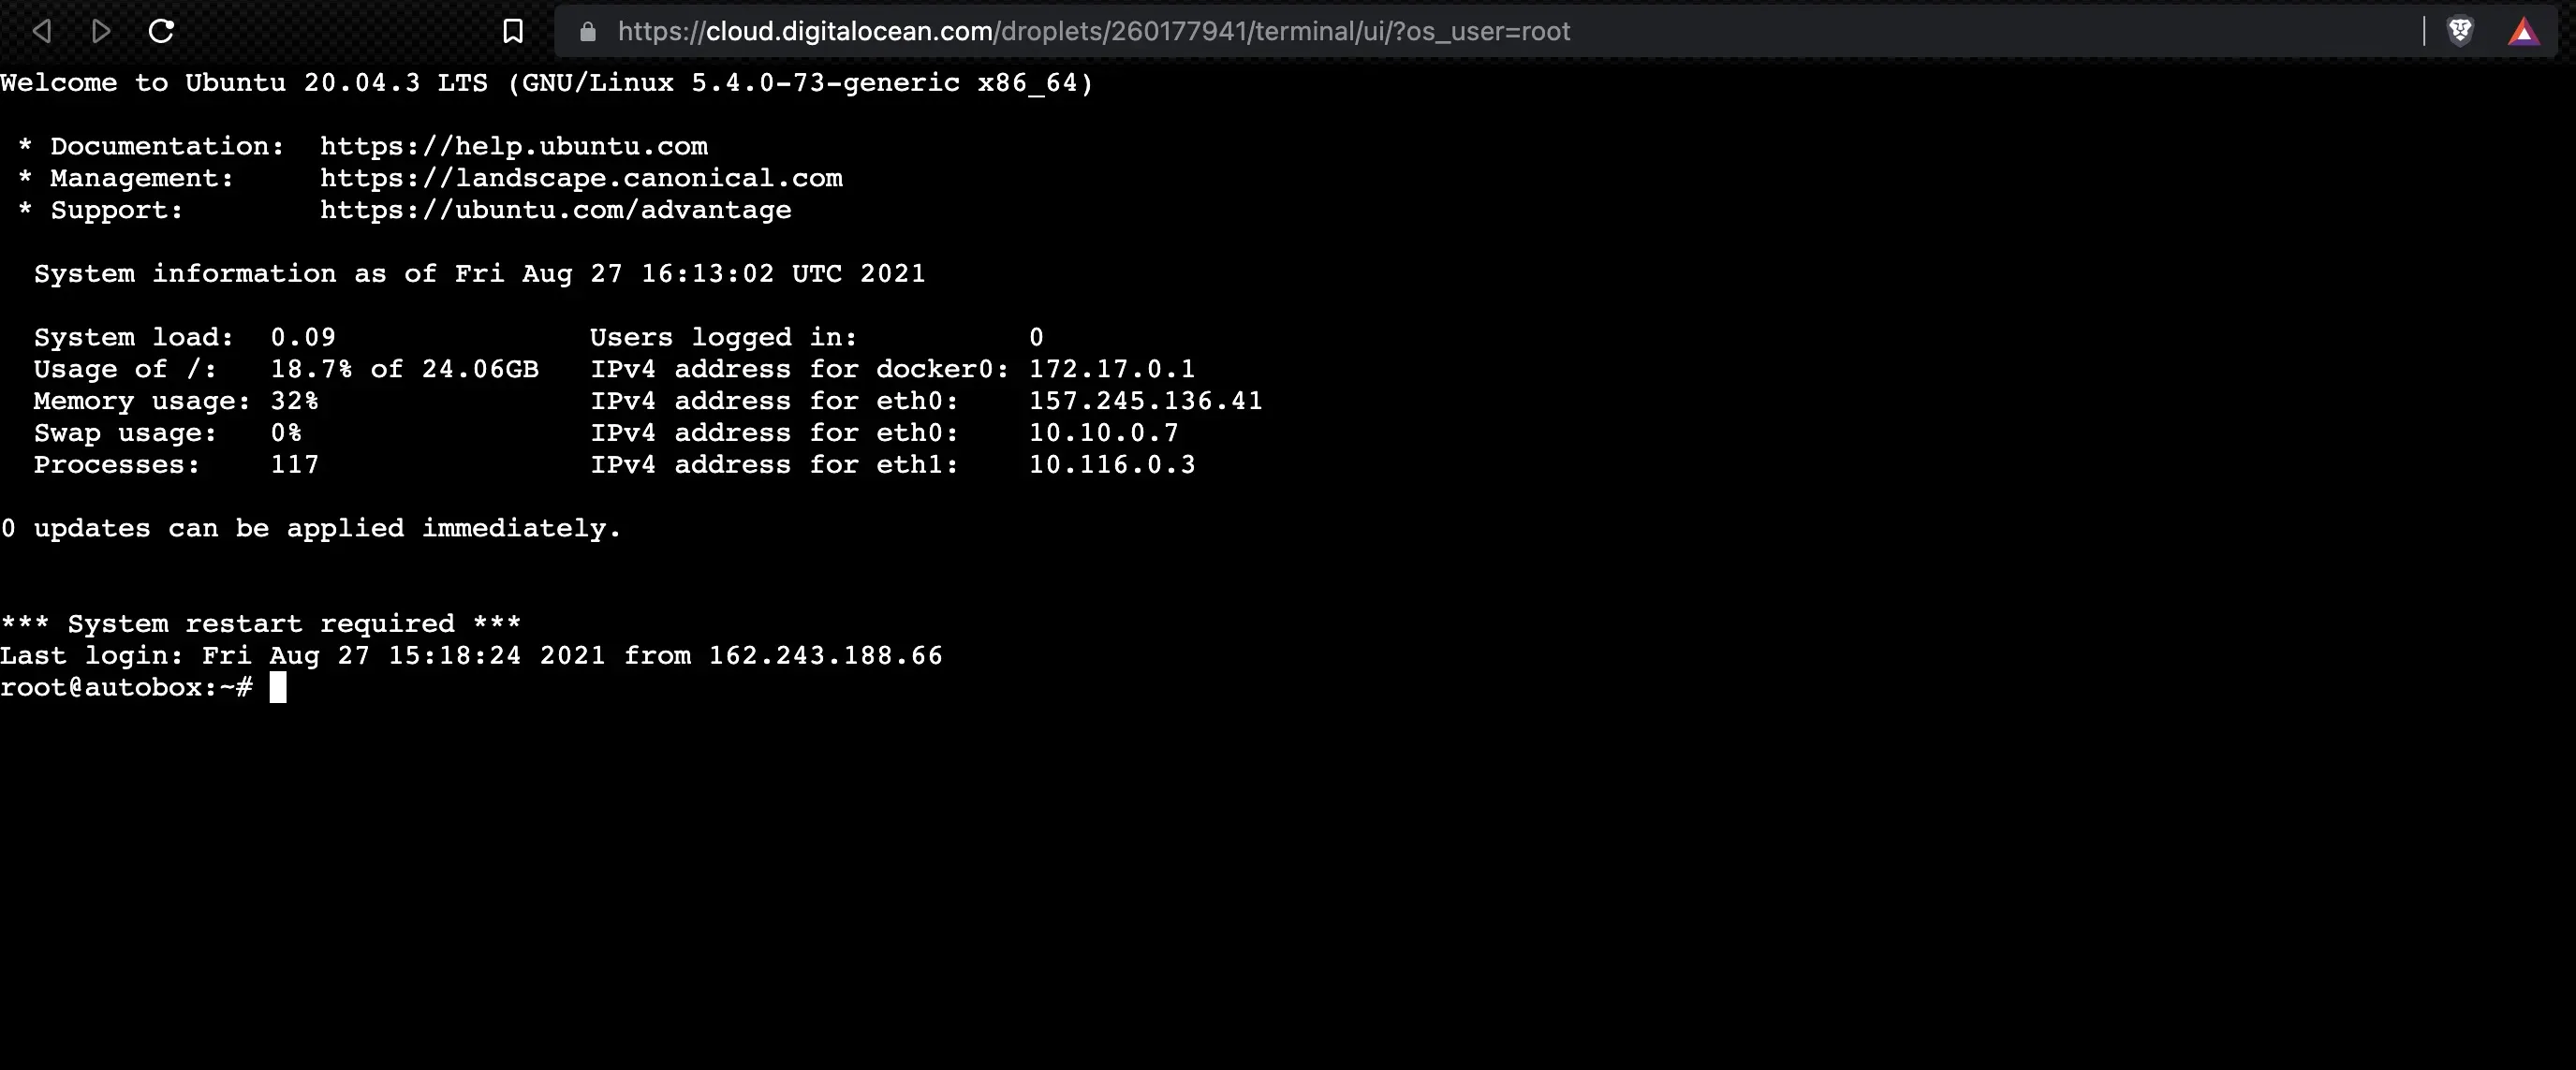 https://cloud.digitalocean.com/droplets/260177941/terminal/ui/?os_user=root
Welcome to Ubuntu 20.04.3 LTS (GNU/Linux 5.4.0-73-generic x86_64)
* Documentation:  https://help.ubuntu.com
* Management:     https://landscape.canonical.com
* Support:        https://ubuntu.com/advantage
System information as of Fri Aug 27 16:13:02 UTC 2021
System load:  0.09               Users logged in:          0
Usage of /:   18.7% of 24.06GB   IPv4 address for docker0: 172.17.0.1
Memory usage: 32%                IPv4 address for eth0:    157.245.136.41
Swap usage:   0%                 IPv4 address for eth0:    10.10.0.7
Processes:    117                IPv4 address for eth1:    10.116.0.3
0 updates can be applied immediately.
*** System restart required ***
Last login: Fri Aug 27 15:18:24 2021 from 162.243.188.66
root@autobox:~#